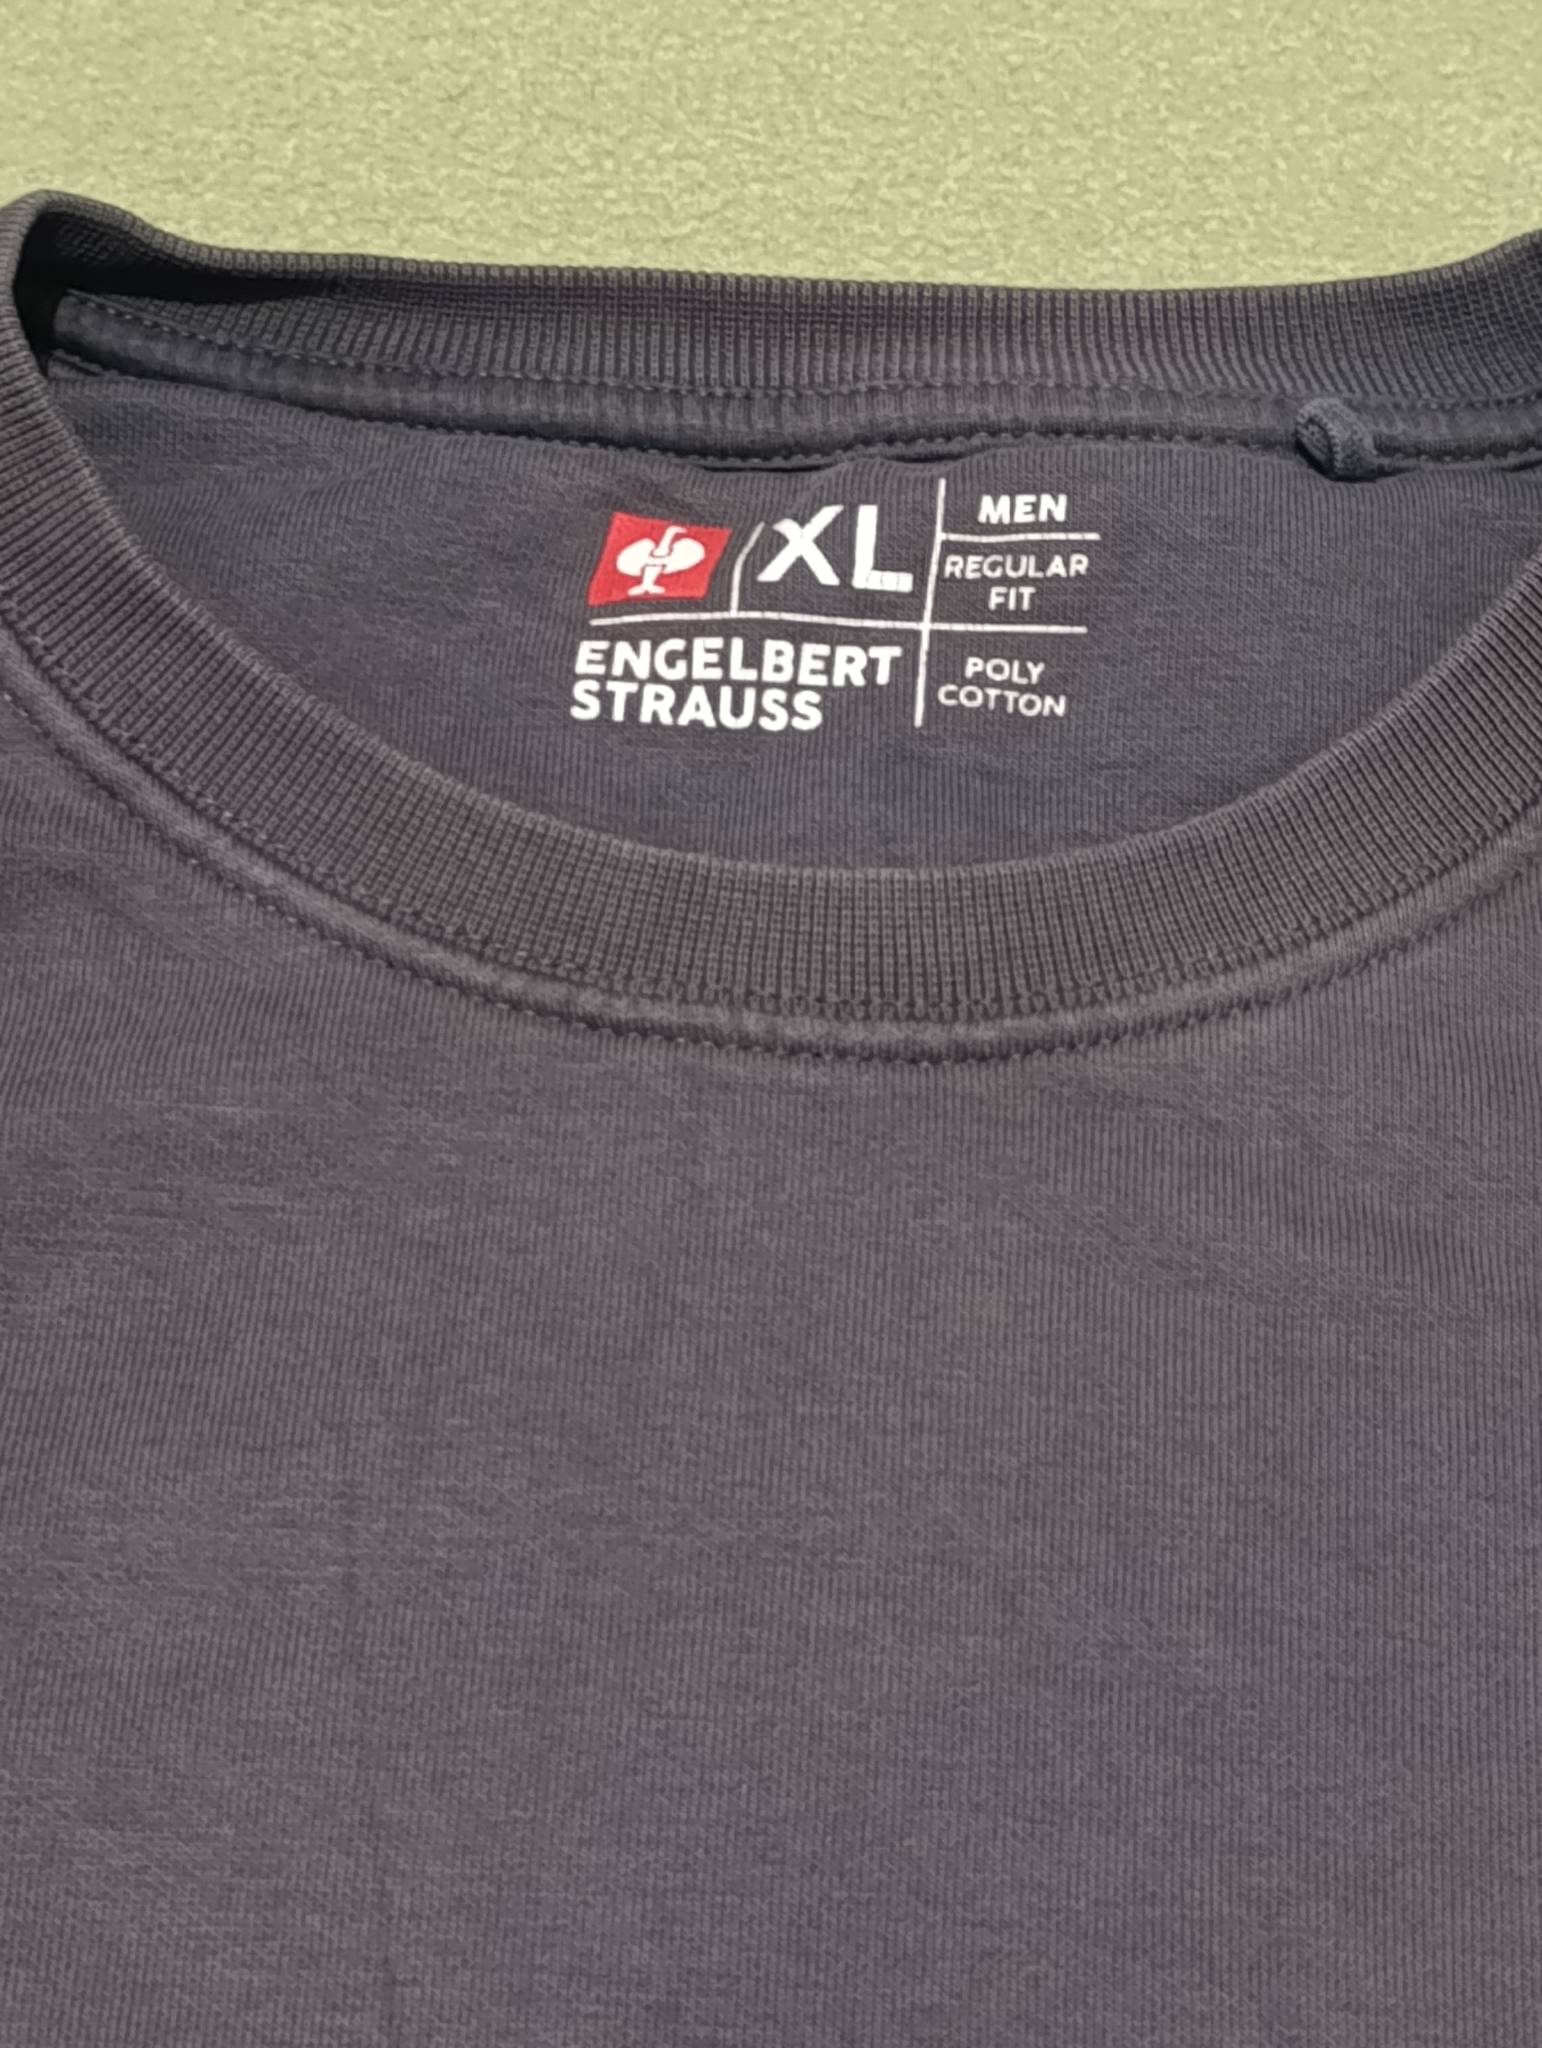 XL
MEN
REGULAR
FIT
ENGELBERT
STRAUSS
POLY
COTTON